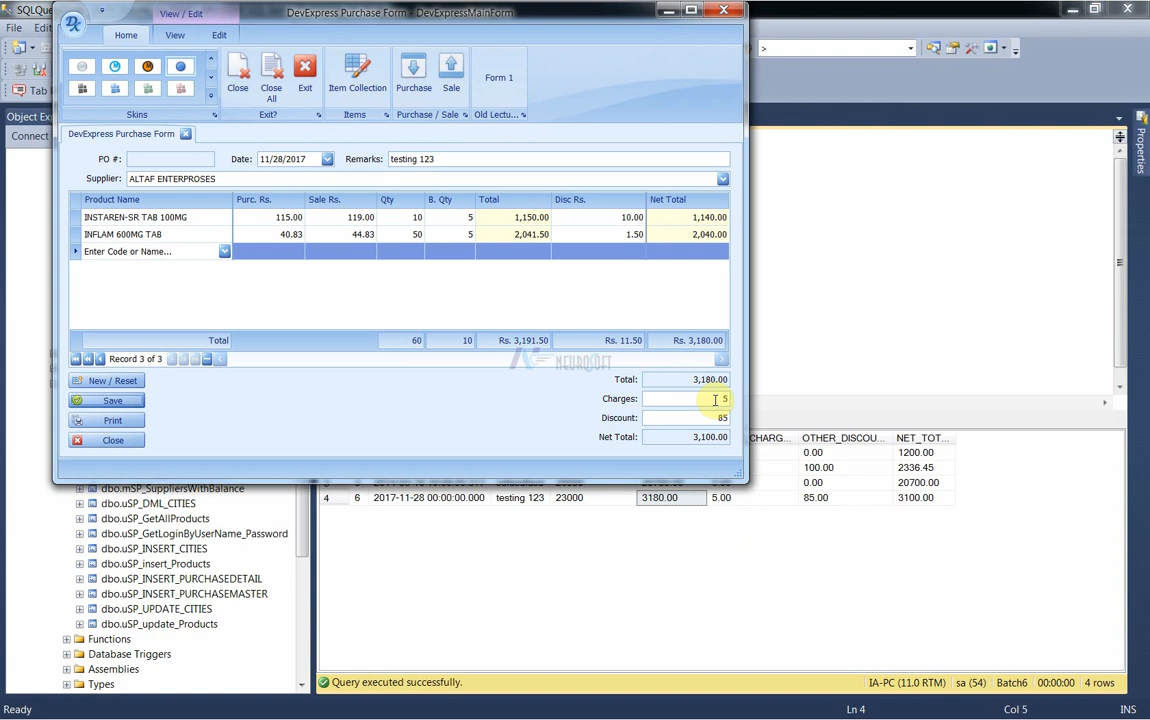 SQLQue
View / Edit
DevExpress Purchase Form - DevExpressMainForm
File
Edi
Home
View
Edit
>
Close
Close All
Exit
Item Collection
Purchase
Sale
Form 1
Tab
Skins
Exit?
Items
Purchase / Sale
Old Lectu...
Object Exp
Connect
DevExpress Purchase Form
Properties
PO #:
Date:
11/28/2017
Remarks:
testing 123
Supplier:
ALTAF ENTERPROSES
Product Name
Purc. Rs.
Sale Rs.
Qty
B. Qty
Total
Disc Rs.
Net Total
INSTAREN-SR TAB 100MG
115.00
119.00
10
5
1,150.00
10.00
1,140.00
INFLAM 600MG TAB
40.83
44.83
50
5
2,041.50
1.50
2,040.00
Enter Code or Name...
Total
60
10
Rs. 3,191.50
Rs. 11.50
Rs. 3,180.00
Record 3 of 3
NEUROSOFT
New / Reset
Total:
3,180.00
Save
Charges:
5
Print
Discount:
85
Close
Net Total:
3,100.00
CHARG...
OTHER_DISCOU...
NET_TOT...
0.00
1200.00
100.00
2336.45
0.00
20700.00
4
6
2017-11-28 00:00:00.000
testing 123
23000
3180.00
5.00
85.00
3100.00
dbo.mSP_SuppliersWithBalance
dbo.uSP_DML_CITIES
dbo.uSP_GetAllProducts
dbo.uSP_GetLoginByUserName_Password
dbo.uSP_INSERT_CITIES
dbo.uSP_insert_Products
dbo.uSP_INSERT_PURCHASEDETAIL
dbo.uSP_INSERT_PURCHASEMASTER
dbo.uSP_UPDATE_CITIES
dbo.uSP_update_Products
Functions
Database Triggers
Assemblies
Types
Query executed successfully.
IA-PC (11.0 RTM)
sa (54)
Batch6
00:00:00
4 rows
Ready
Ln 4
Col 5
INS